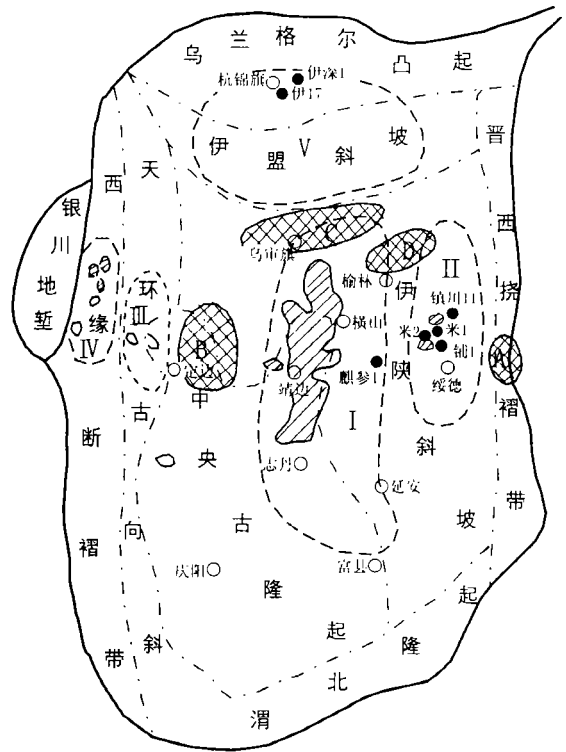 乌兰格尔凸起
杭锦旗
伊深1
伊17
伊盟斜坡
V
晋西挠褶带
天环古向斜
西缘断褶带
银川地堑
C
乌审旗
D
榆林
II
镇川11
米2
米1
铺1
绥德
A
III
IV
B
定边
横山
靖边
麒参1
伊陕斜坡
I
中央古隆起
志丹
延安
庆阳
富县
渭北隆起